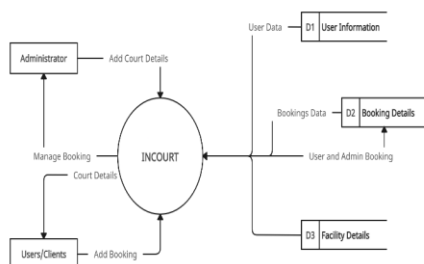 User Data
D1 User Information
Administrator
Add Court Details
Bookings Data
D2 Booking Details
Manage Booking
INCOURT
User and Admin Booking
Court Details
D3 Facility Details
Users/Clients
Add Booking